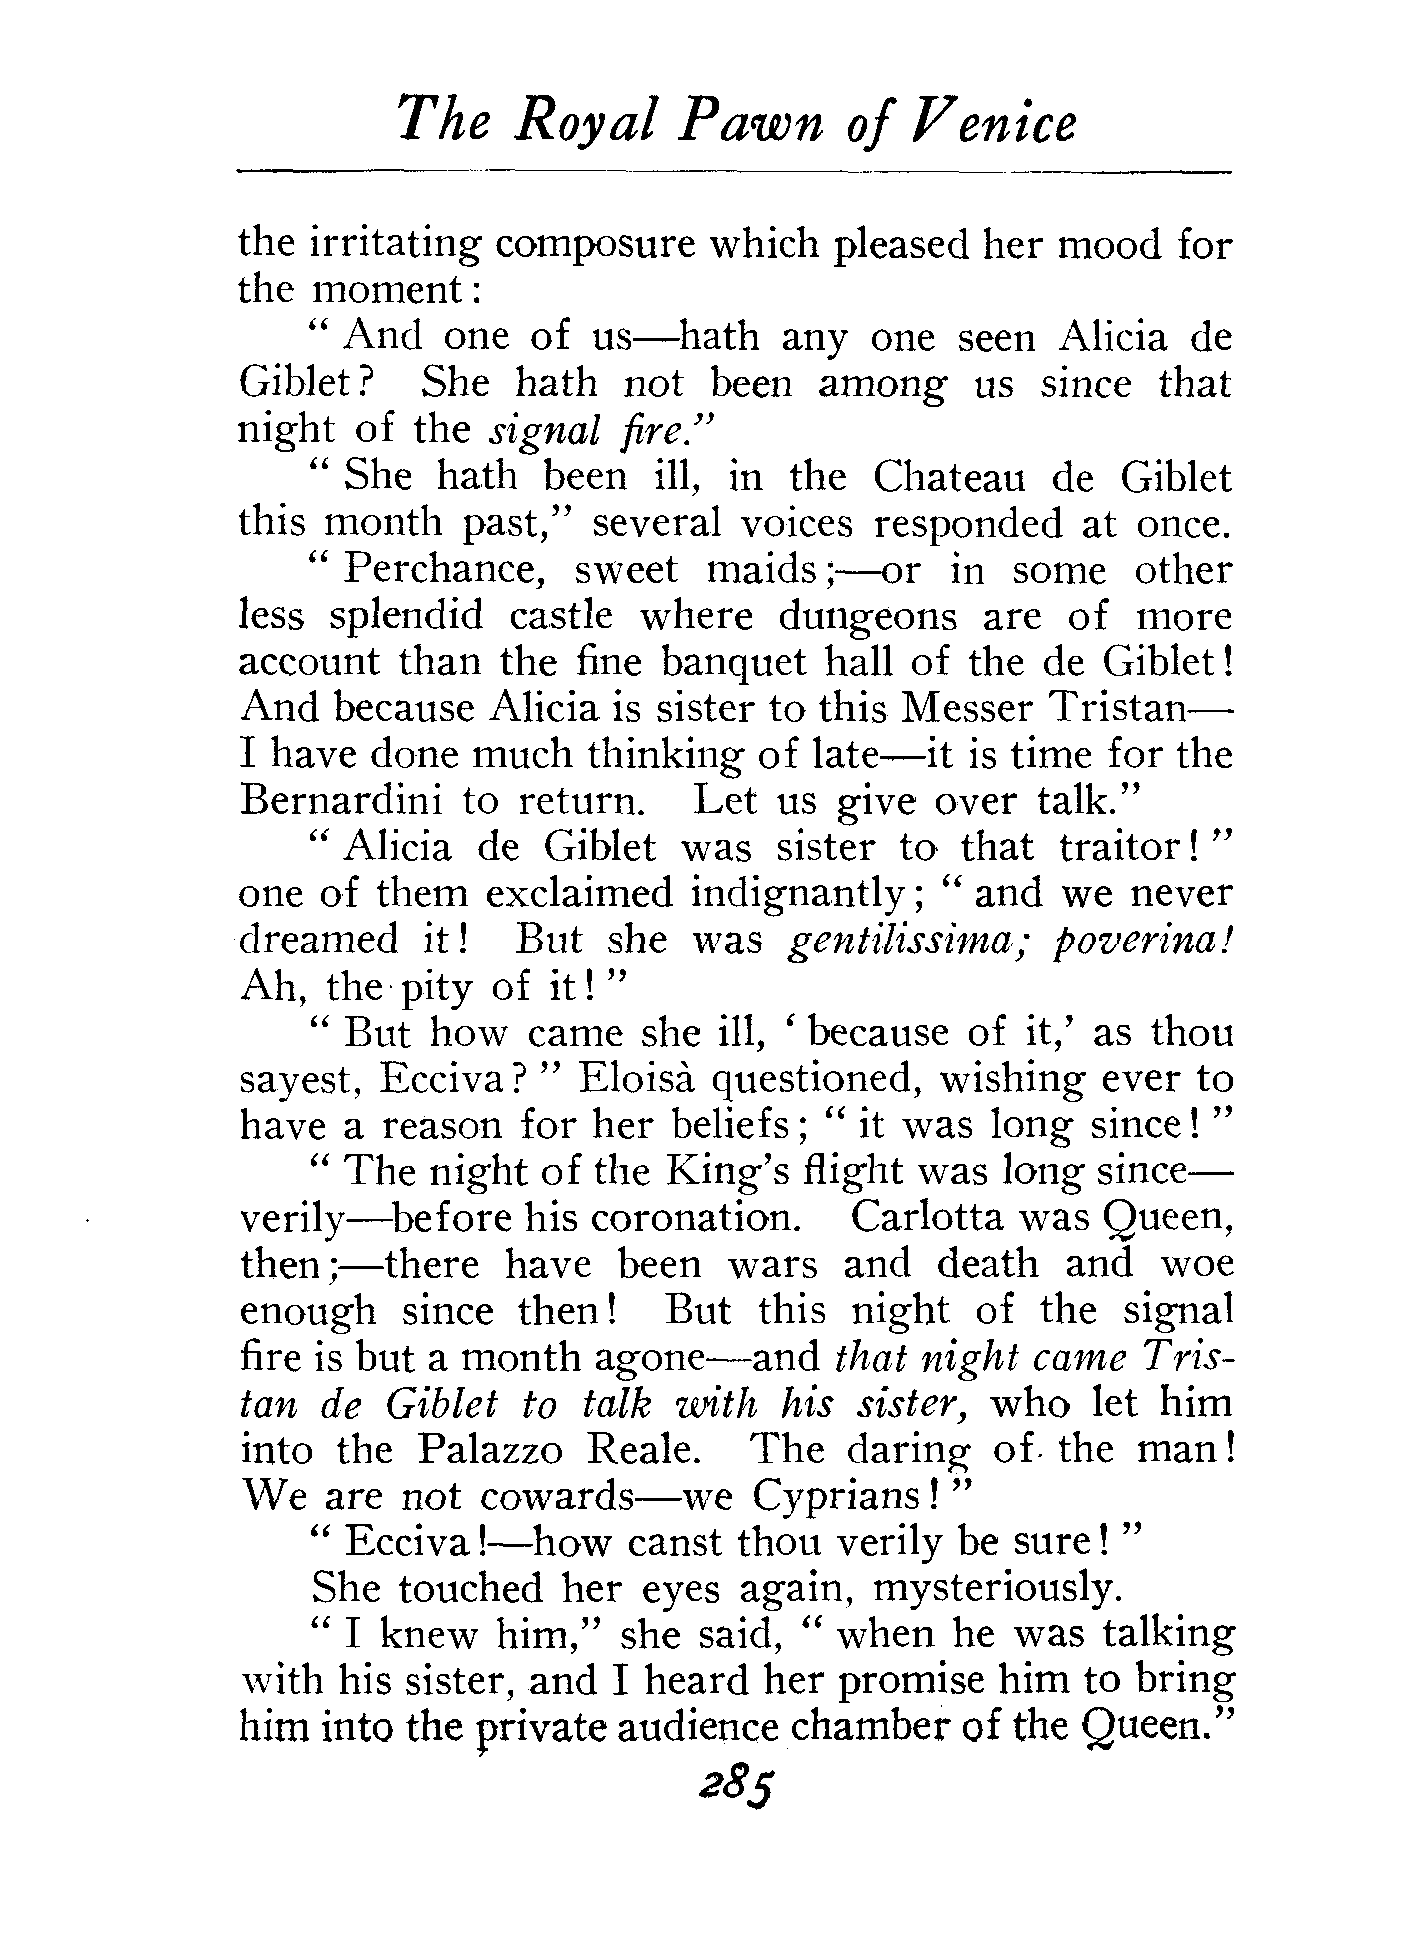 The Royal Pawn of Venice
the irritating composure which pleased her mood for
the moment:
“ And one of us—hath any one seen Alicia de
Giblet? She hath not been among us since that
night of the signal fire.”
“ She hath been ill, in the Chateau de Giblet
this month past,” several voices responded at once.
“ Perchance, sweet maids;—or in some other
less splendid castle where dungeons are of more
account than the fine banquet hall of the de Giblet!
And because Alicia is sister to this Messer Tristan—
I have done much thinking of late—it is time for the
Bernardini to return. Let us give over talk.”
“ Alicia de Giblet was sister to that traitor! ”
one of them exclaimed indignantly; “ and we never
dreamed it! But she was gentilissima; poverina!
Ah, the pity of it! ”
“ But how came she ill, ‘ because of it,’ as thou
sayest, Ecciva? ” Eloisà questioned, wishing ever to
have a reason for her beliefs; “ it was long since! ”
“ The night of the King’s flight was long since—
verily—before his coronation. Carlotta was Queen,
then;—there have been wars and death and woe
enough since then! But this night of the signal
fire is but a month agone—and that night came Tris-
tan de Giblet to talk with his sister, who let him
into the Palazzo Reale. The daring of the man!
We are not cowards—we Cyprians! ”
“ Ecciva!—how canst thou verily be sure! ”
She touched her eyes again, mysteriously.
“ I knew him,” she said, “ when he was talking
with his sister, and I heard her promise him to bring
him into the private audience chamber of the Queen.”
285